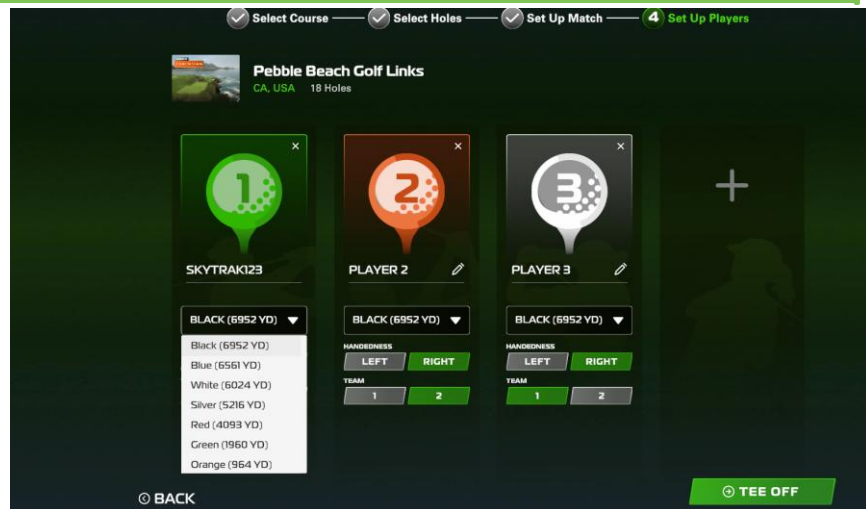 Select Course
Select Holes
Set Up Match
4 Set Up Players
Pebble Beach Golf Links
CA, USA 18 Holes
1
SKYTRAK123
BLACK (6952 YD)
Black (6952 YD)
Blue (6561 YD)
White (6024 YD)
Silver (5216 YD)
Red (4093 YD)
Green (1960 YD)
Orange (964 YD)
2
PLAYER 2
BLACK (6952 YD)
HANDEDNESS
LEFT RIGHT
TEAM
1 2
3
PLAYER 3
BLACK (6952 YD)
HANDEDNESS
LEFT RIGHT
TEAM
1 2
BACK
TEE OFF